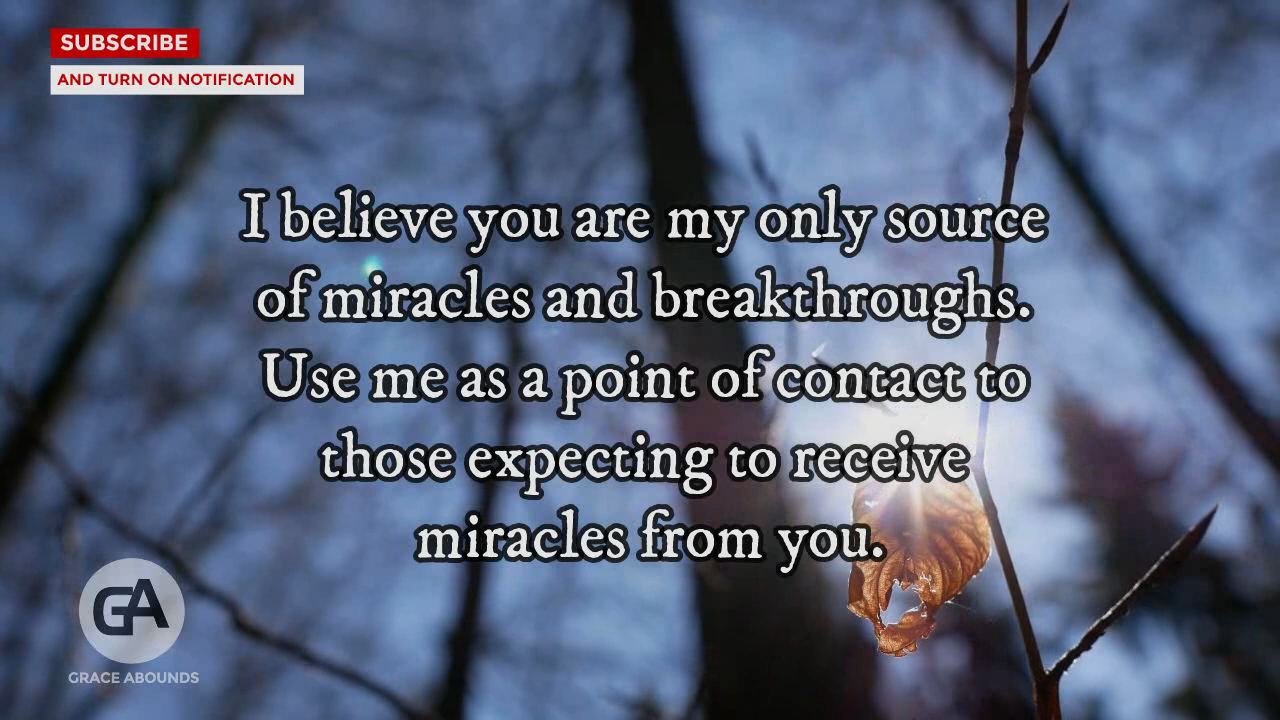 SUBSCRIBE
AND TURN ON NOTIFICATION
I believe you are my only source
of miracles and breakthroughs.
Use me as a point of contact to
those expecting to receive
miracles from you.
GA
GRACE ABOUNDS